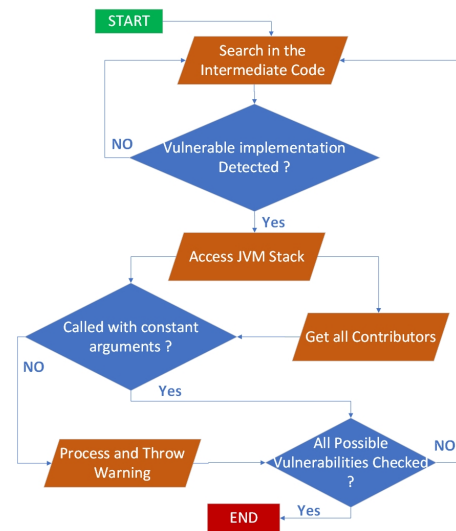 START
Search in the
Intermediate Code
NO
Vulnerable implementation
Detected ?
Yes
Access JVM Stack
Called with constant
arguments ?
Get all Contributors
NO
Yes
Process and Throw
Warning
All Possible
Vulnerabilities Checked
?
NO
Yes
END